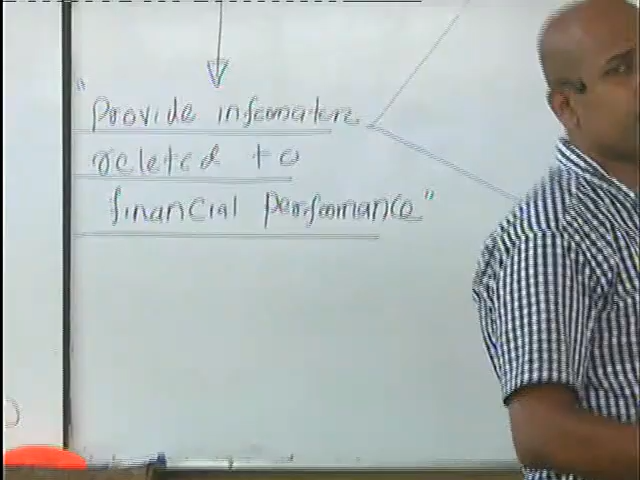 "Provide information
related to
financial performance"